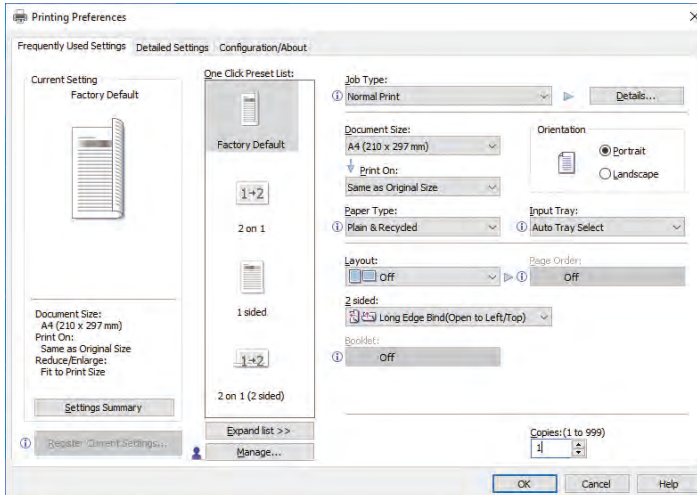 Printing Preferences
Frequently Used Settings Detailed Settings Configuration/About
Current Setting
Factory Default
Document Size:
A4 (210 x 297 mm)
Print On:
Same as Original Size
Reduce/Enlarge:
Fit to Print Size
Settings Summary
Register Current Settings...
One Click Preset List:
Factory Default
1→2
2 on 1
1 sided
1→2
2 on 1 (2 sided)
Expand list >>
Manage...
Job Type:
Normal Print
Details...
Document Size:
A4 (210 x 297 mm)
Print On:
Same as Original Size
Orientation
Portrait
Landscape
Paper Type:
Plain & Recycled
Input Tray:
Auto Tray Select
Layout:
Off
Page Order:
Off
2 sided:
Long Edge Bind(Open to Left/Top)
Booklet:
Off
Copies:(1 to 999)
1
OK Cancel Help